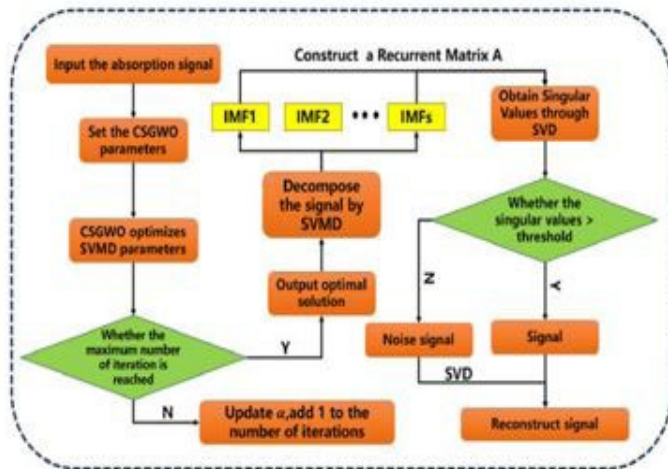 Input the absorption signal
Set the CSGWO
parameters
CSGWO optimizes
SVMD parameters
Whether the
maximum number
of iteration is
reached
N
Update α,add 1 to the
number of iterations
Y
Output optimal
solution
Decompose
the signal by
SVMD
IMF1
IMF2
•••
IMFs
Construct a Recurrent Matrix A
Obtain Singular
Values through
SVD
Whether the
singular values >
threshold
N
Y
Noise signal
Signal
SVD
Reconstruct signal